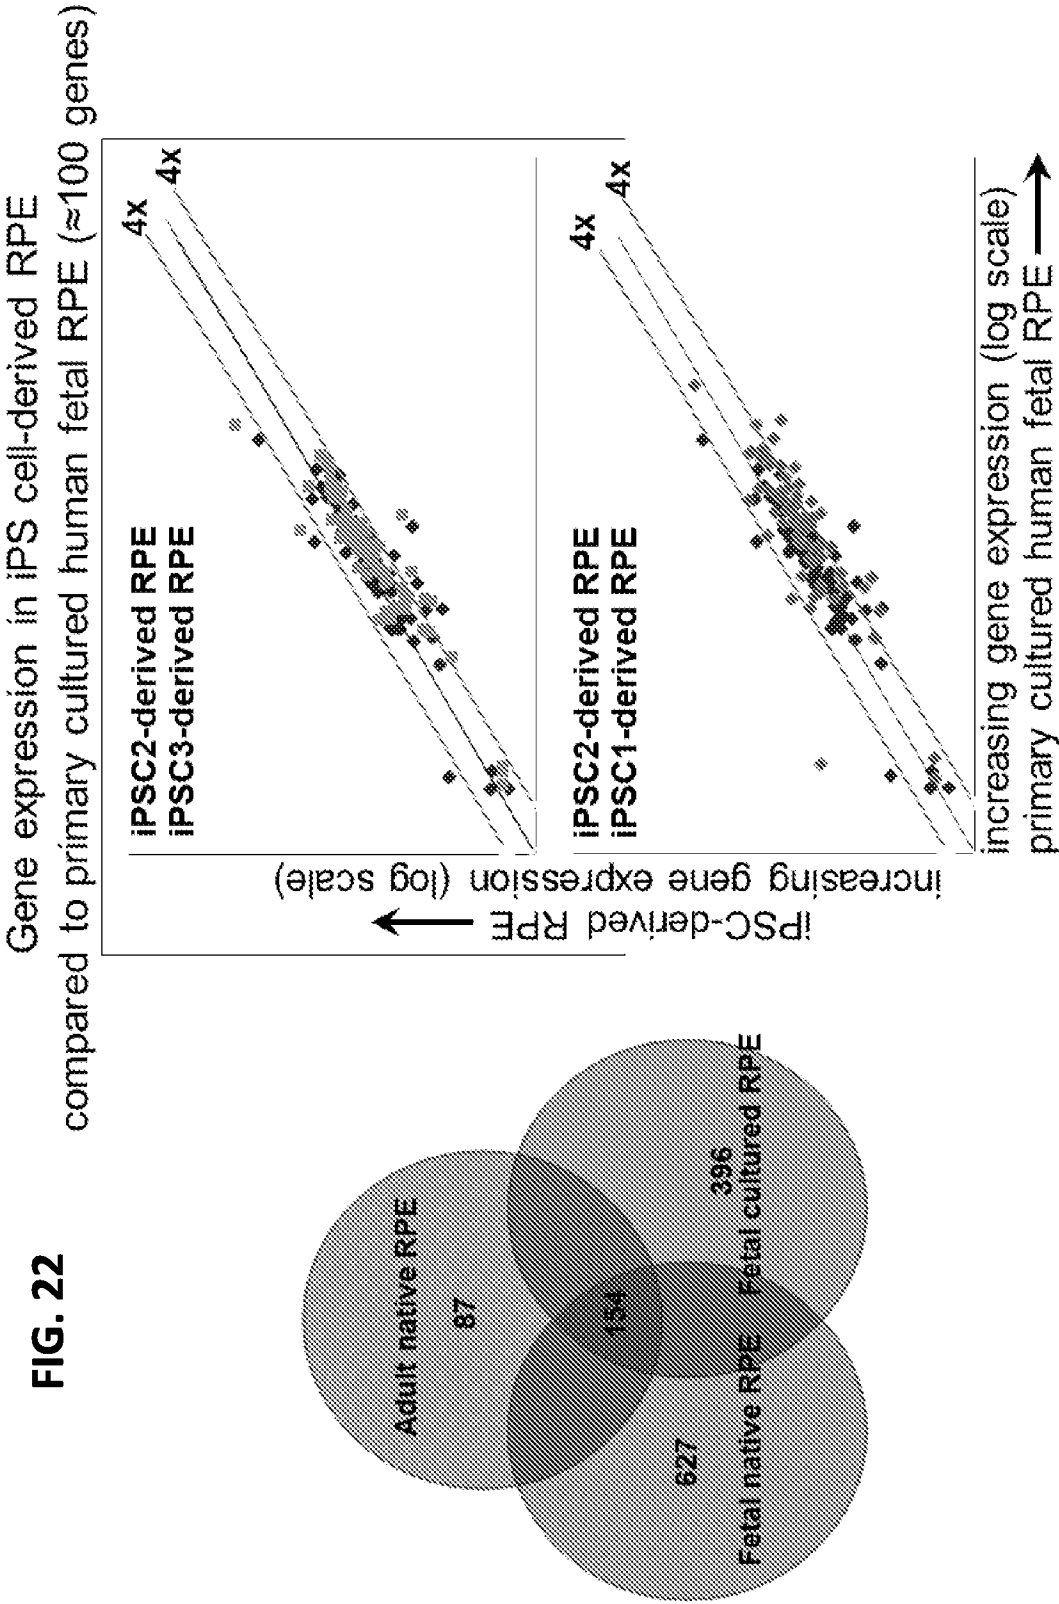 FIG. 22
Gene expression in iPS cell-derived RPE
compared to primary cultured human fetal RPE (≈100 genes)
Adult native RPE
87
154
627
396
Fetal native RPE
Fetal cultured RPE
iPSC-derived RPE
increasing gene expression (log scale)
iPSC2-derived RPE
iPSC3-derived RPE
4x
4x
iPSC2-derived RPE
iPSC1-derived RPE
4x
4x
increasing gene expression (log scale)
primary cultured human fetal RPE